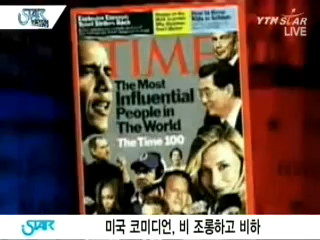 STAR
YTN STAR
LIVE
TIME
The Most
Influential
People in
The World
The Time 100
STAR
미국 코미디언, 비 조롱하고 비하